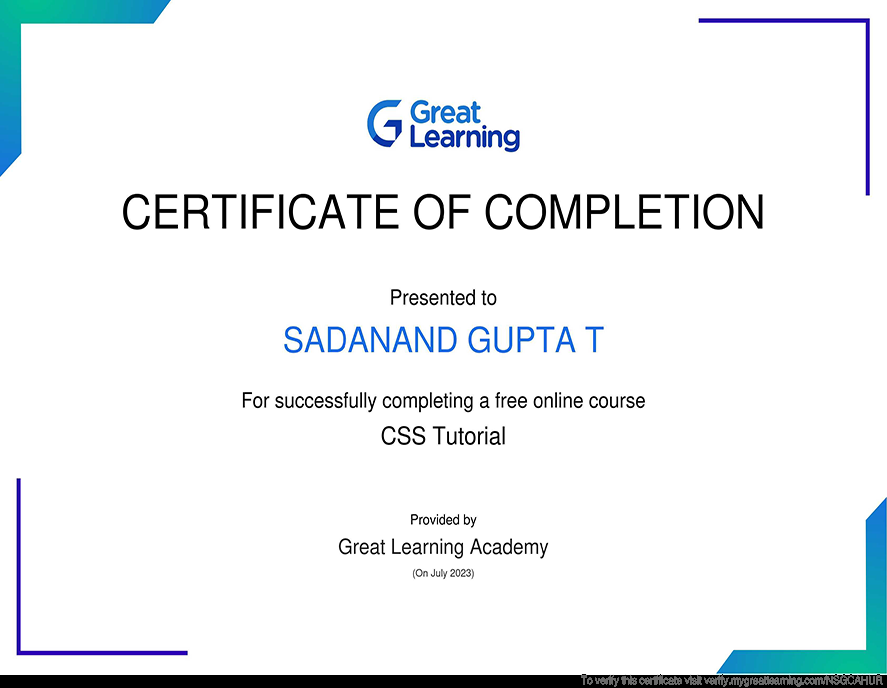 Great
Learning
CERTIFICATE OF COMPLETION
Presented to
SADANAND GUPTA T
For successfully completing a free online course
CSS Tutorial
Provided by
Great Learning Academy
(On July 2023)
To verify this certificate visit verify.mygreatlearning.com/NSGCAHUR